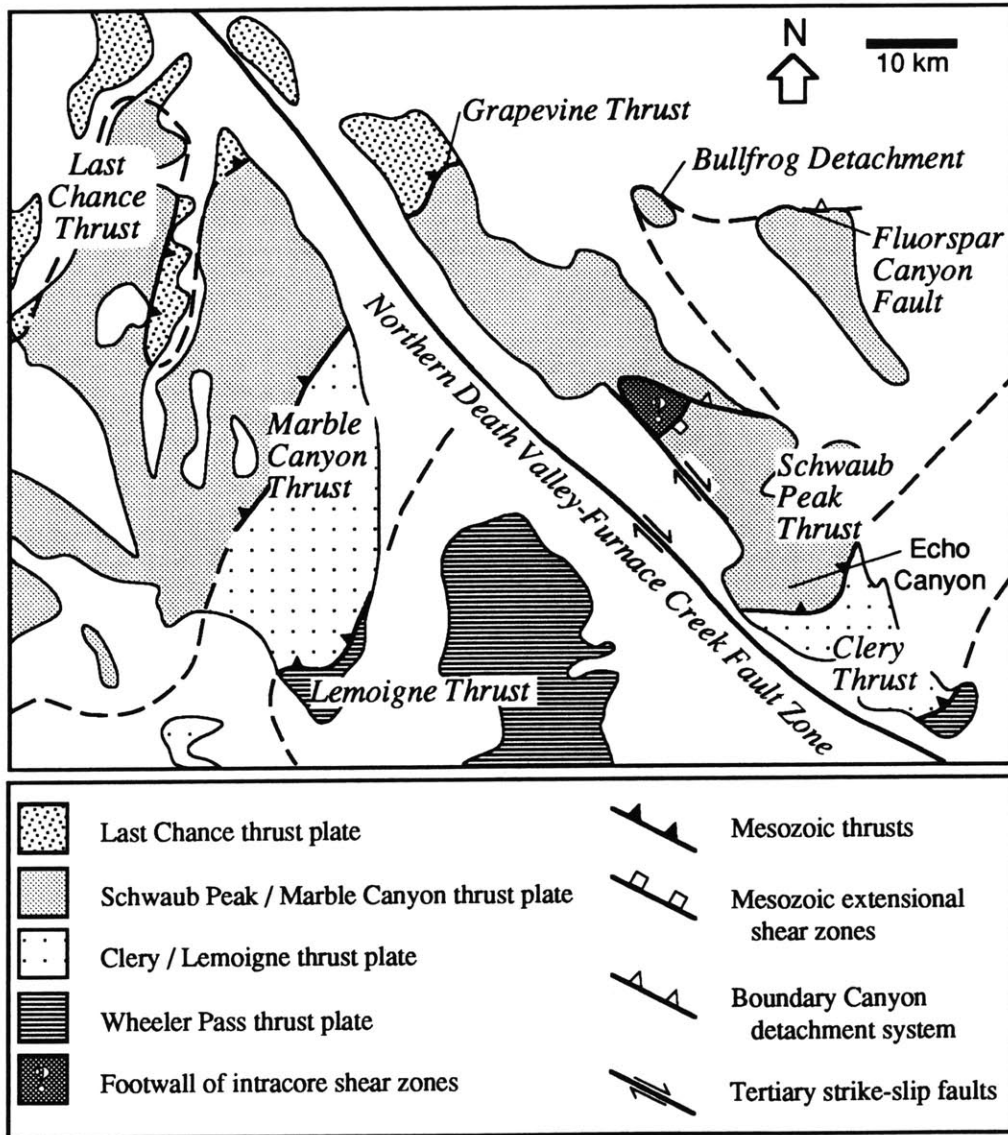 N
10 km
Grapevine Thrust
Bullfrog Detachment
Last
Chance
Thrust
Fluorspar
Canyon
Fault
Northern Death Valley-Furnace Creek Fault Zone
Marble
Canyon
Thrust
Schwaub
Peak
Thrust
Echo
Canyon
Clery
Thrust
Lemoigne Thrust
Last Chance thrust plate
Schwaub Peak / Marble Canyon thrust plate
Clery / Lemoigne thrust plate
Wheeler Pass thrust plate
Footwall of intracore shear zones
Mesozoic thrusts
Mesozoic extensional
shear zones
Boundary Canyon
detachment system
Tertiary strike-slip faults